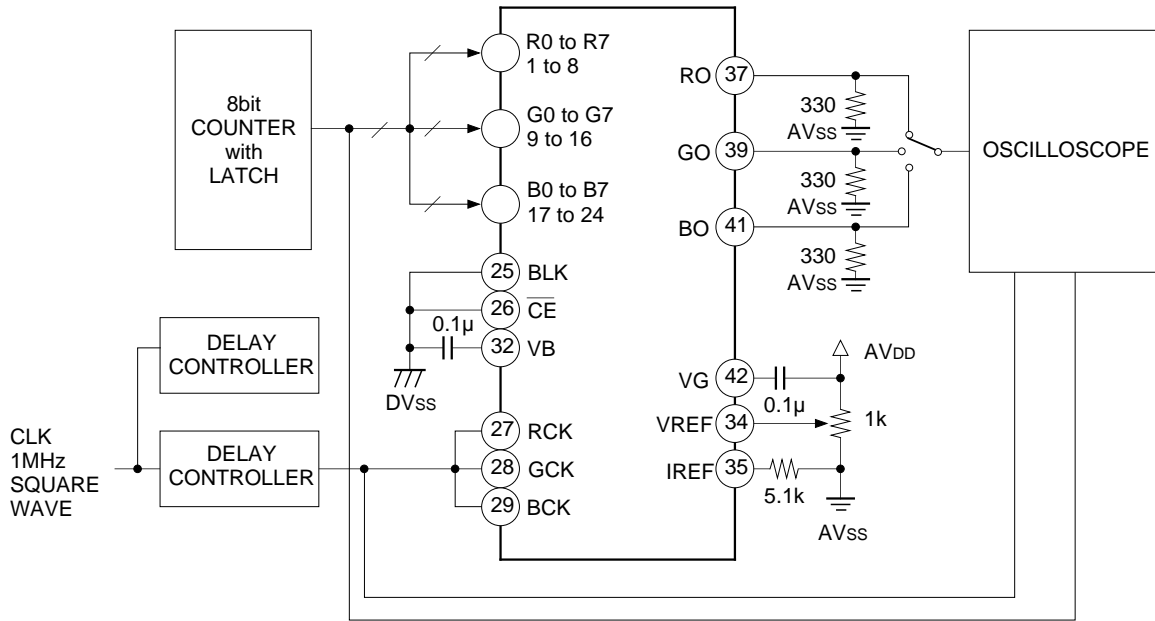 8bit
COUNTER
with
LATCH
R0 to R7
1 to 8
G0 to G7
9 to 16
B0 to B7
17 to 24
25
BLK
26
CE
0.1µ
32
VB
DVSS
DELAY
CONTROLLER
CLK
1MHz
SQUARE
WAVE
DELAY
CONTROLLER
27
RCK
28
GCK
29
BCK
RO
37
330
AVSS
GO
39
330
AVSS
BO
41
330
AVSS
OSCILLOSCOPE
AVDD
VG
42
0.1µ
VREF
34
1k
IREF
35
5.1k
AVSS